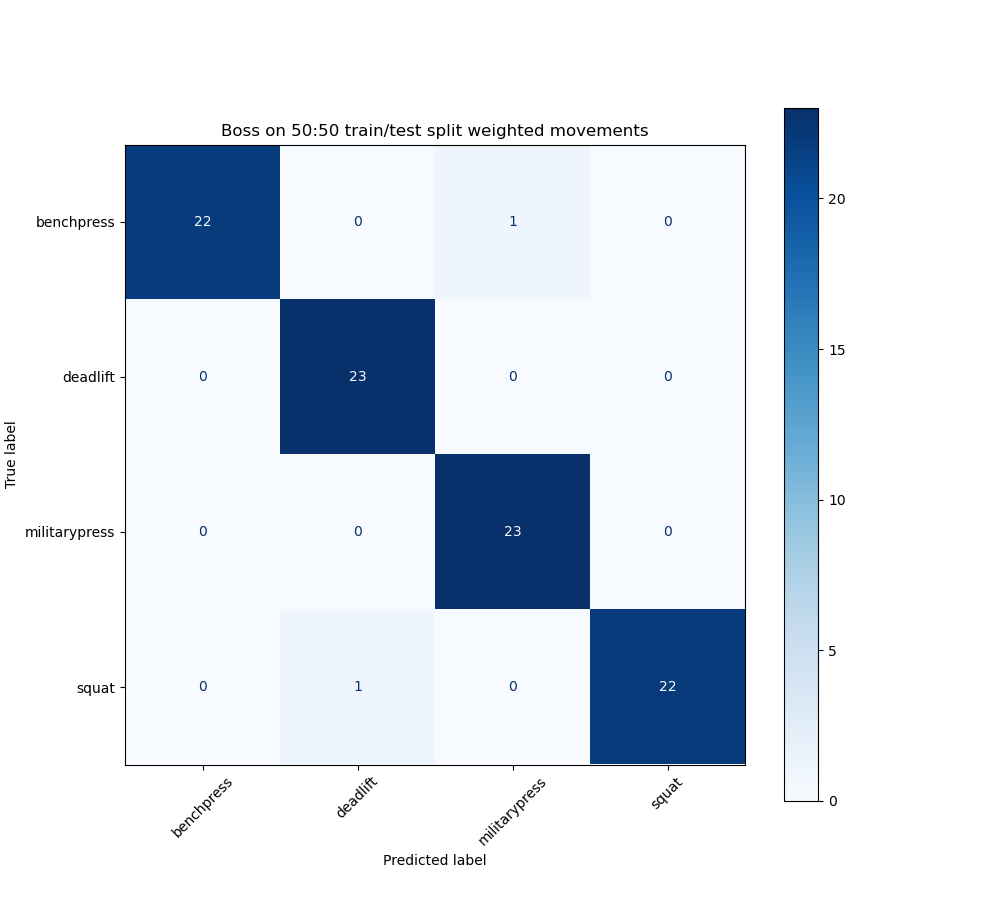 Boss on 50:50 train/test split weighted movements
True label
benchpress
22 0 1 0
deadlift
0 23 0 0
militarypress
0 0 23 0
squat
0 1 0 22
benchpress
deadlift
militarypress
squat
Predicted label
20
15
10
5
0